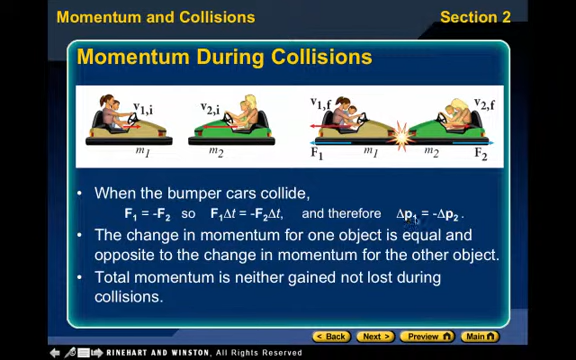 Momentum and Collisions Section 2
Momentum During Collisions
v1,i v2,i v1,f v2,f
m1 m2 F1 m1 m2 F2
• When the bumper cars collide,
F1 = -F2 so F1Δt = -F2Δt, and therefore Δp1 = -Δp2 .
• The change in momentum for one object is equal and
opposite to the change in momentum for the other object.
• Total momentum is neither gained not lost during
collisions.
< Back Next > Preview Main
RINEHART AND WINSTON, All Rights Reserved